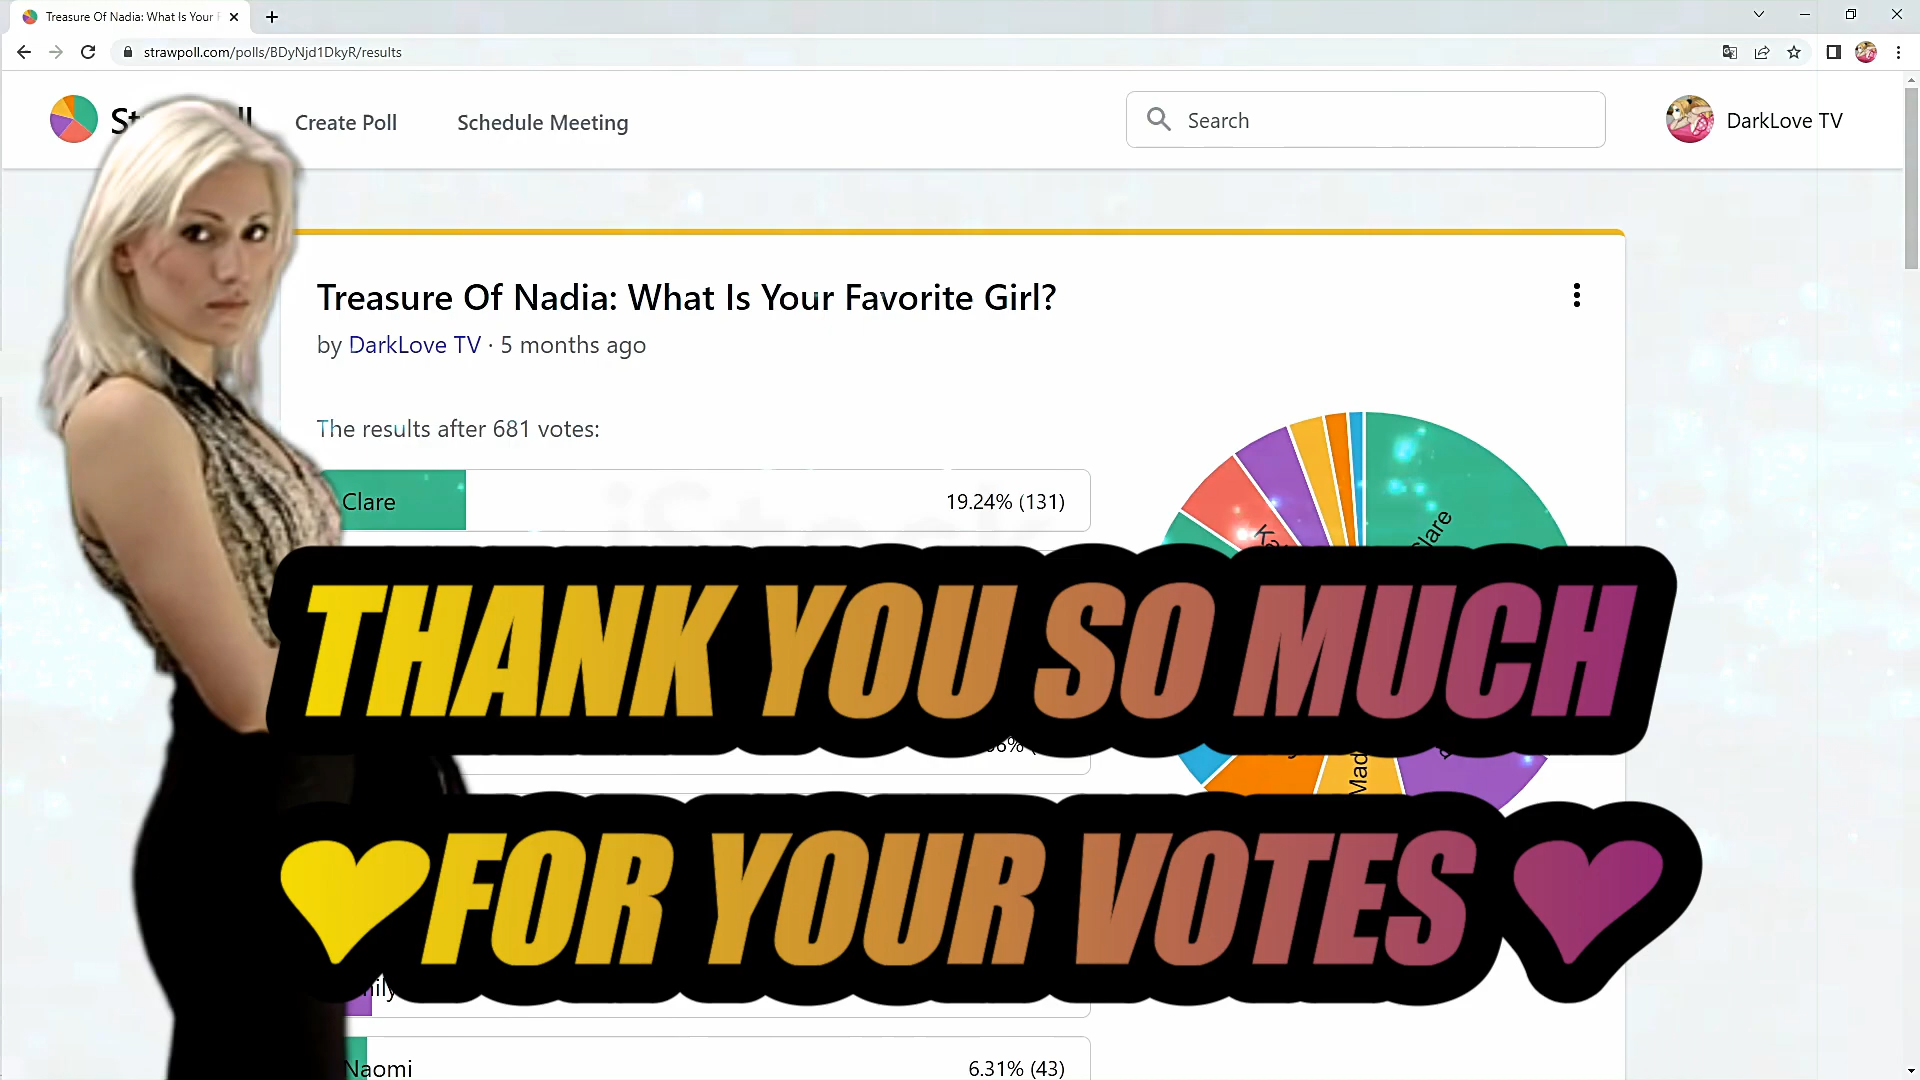 Treasure Of Nadia: What Is Your F
strawpoll.com/polls/BDyNjd1DkyR/results
Create Poll
Schedule Meeting
Search
DarkLove TV
Treasure Of Nadia: What Is Your Favorite Girl?
by DarkLove TV · 5 months ago
The results after 681 votes:
Clare 19.24% (131)
Clare
THANK YOU SO MUCH
Mad
❤FOR YOUR VOTES ❤
Naomi 6.31% (43)